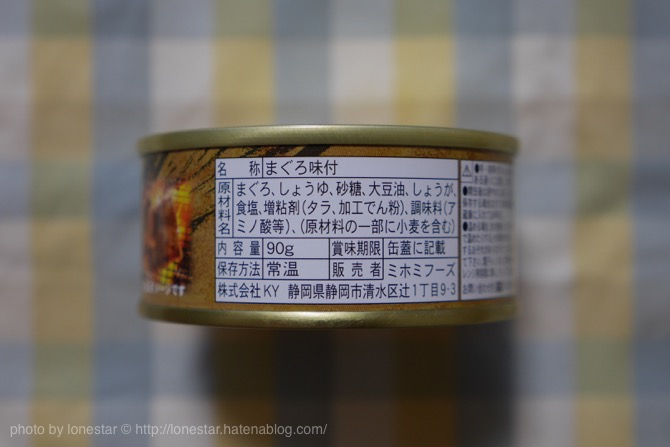 名 称 まぐろ味付
原材料名 まぐろ、しょうゆ、砂糖、大豆油、しょうが、
食塩、増粘剤(タラ、加工でん粉)、調味料(ア
ミノ酸等)、(原材料の一部に小麦を含む)
内容量 90g 賞味期限 缶蓋に記載
保存方法 常温 販売者 ミホミフーズ
株式会社KY 静岡県静岡市清水区辻1丁目9-3
photo by lonestar © http://lonestar.hatenablog.com/